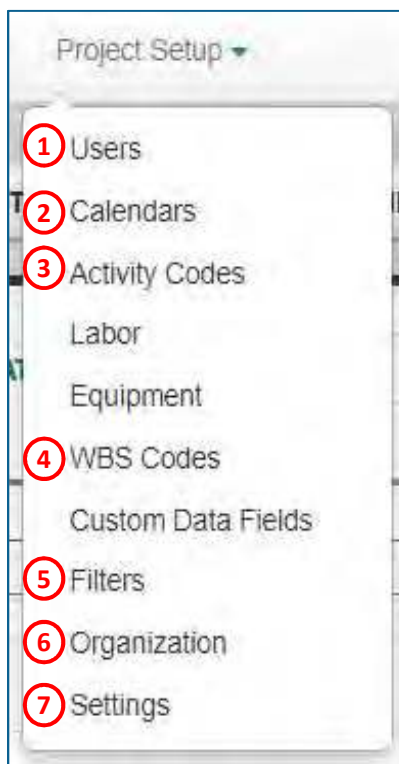 Project Setup
1 Users
2 Calendars
3 Activity Codes
Labor
Equipment
4 WBS Codes
Custom Data Fields
5 Filters
6 Organization
7 Settings